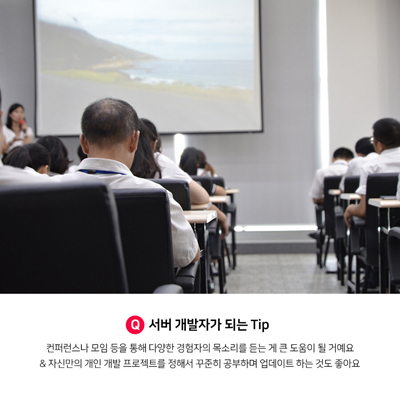 Q 서버 개발자가 되는 Tip
컨퍼런스나 모임 등을 통해 다양한 경험자의 목소리를 듣는 게 큰 도움이 될 거예요
& 자신만의 개인 개발 프로젝트를 정해서 꾸준히 공부하며 업데이트 하는 것도 좋아요